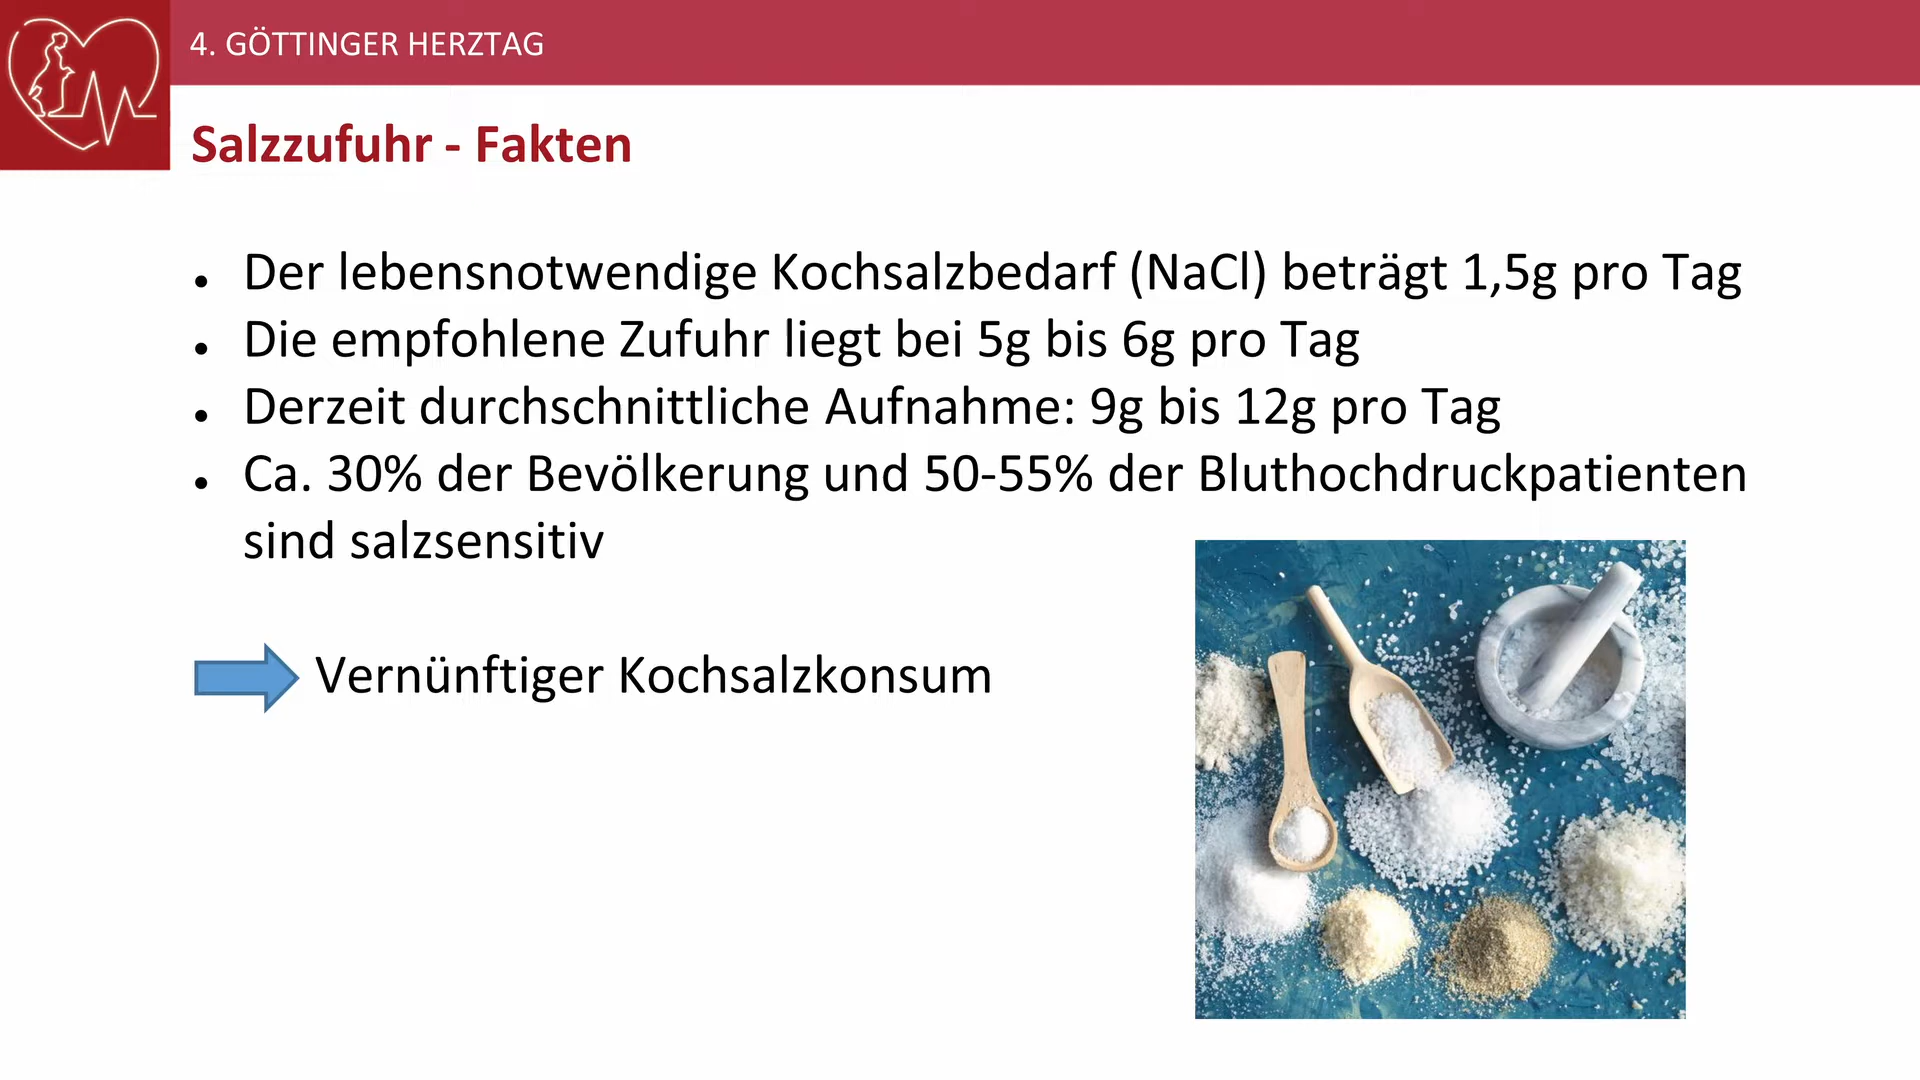 4. GÖTTINGER HERZTAG
Salzzufuhr - Fakten
• Der lebensnotwendige Kochsalzbedarf (NaCl) beträgt 1,5g pro Tag
• Die empfohlene Zufuhr liegt bei 5g bis 6g pro Tag
• Derzeit durchschnittliche Aufnahme: 9g bis 12g pro Tag
• Ca. 30% der Bevölkerung und 50-55% der Bluthochdruckpatienten
sind salzsensitiv
Vernünftiger Kochsalzkonsum